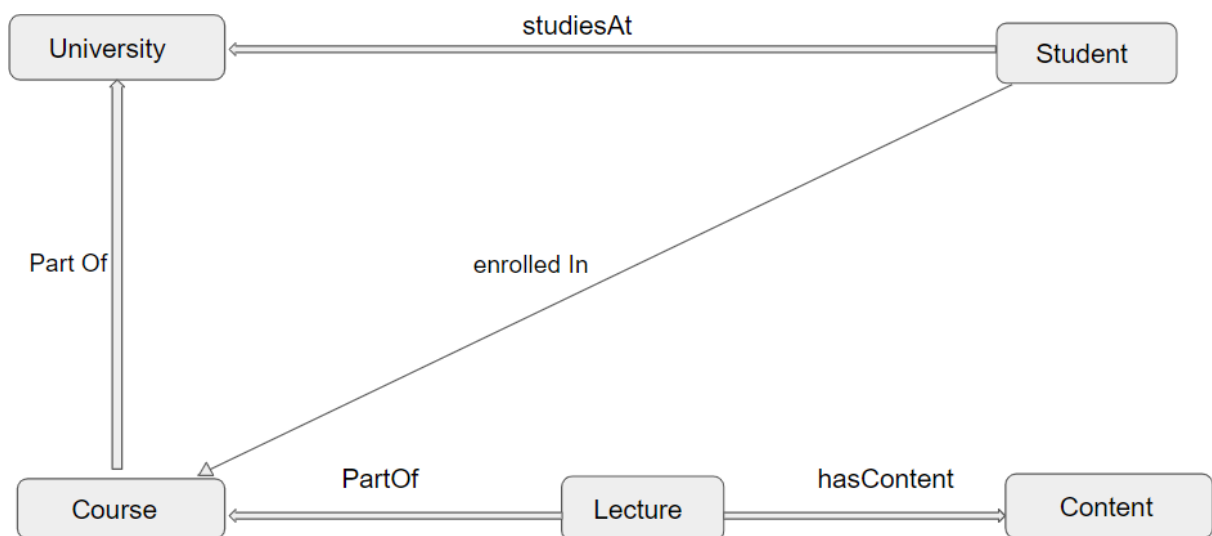 studiesAt
University
Student
Part Of
enrolled In
PartOf
hasContent
Course
Lecture
Content